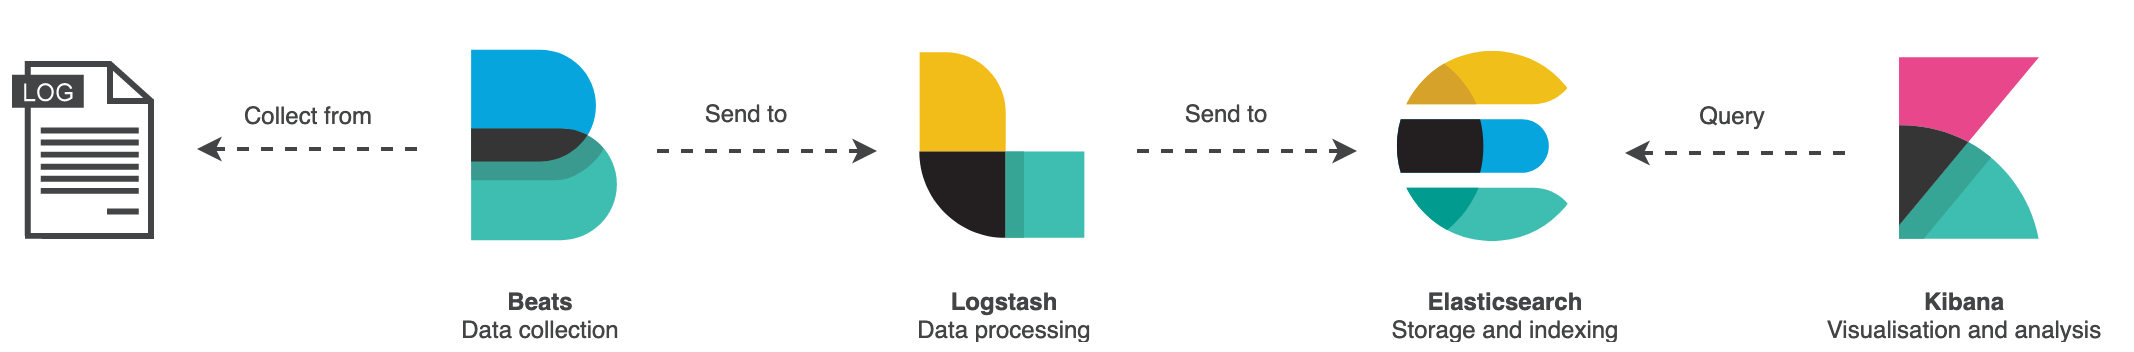 LOG
Collect from
Send to
Send to
Query
Beats
Data collection
Logstash
Data processing
Elasticsearch
Storage and indexing
Kibana
Visualisation and analysis